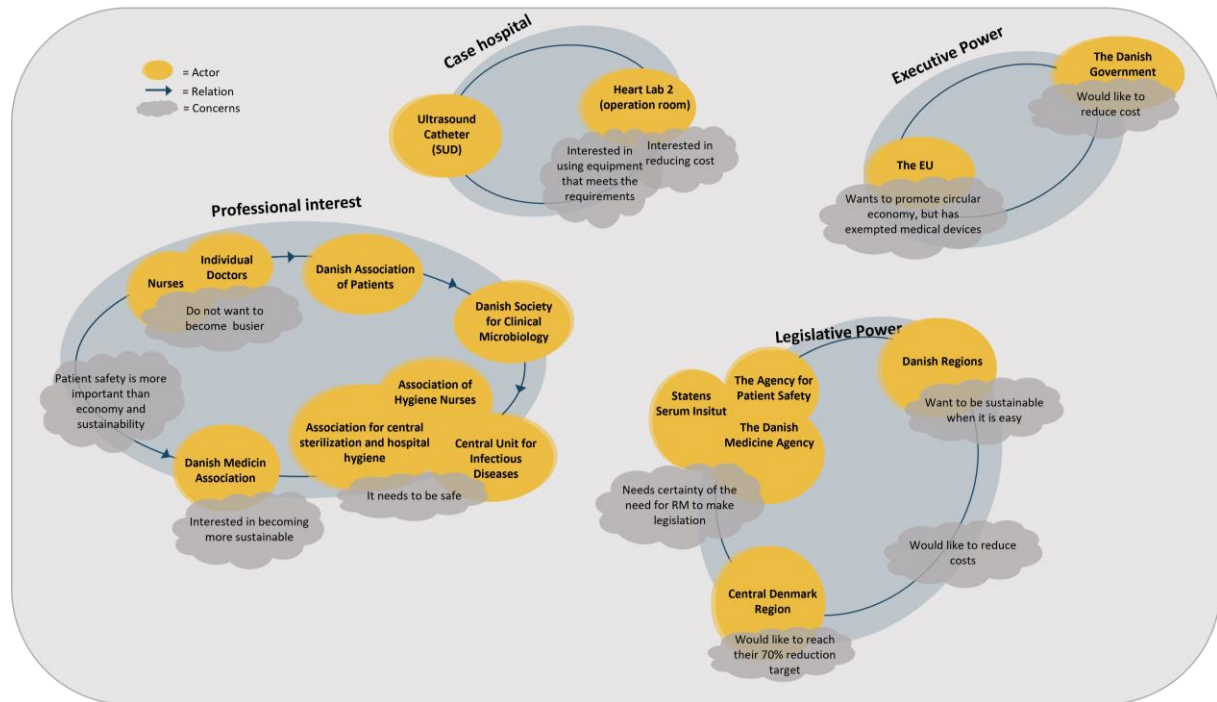 = Actor
= Relation
= Concerns
Case hospital
Ultrasound
Catheter
(SUD)
Heart Lab 2
(operation room)
Interested in
using equipment
that meets the
requirements
Interested in
reducing cost
Executive Power
The Danish
Government
Would like to
reduce cost
The EU
Wants to promote circular
economy, but has
exempted medical devices
Professional interest
Nurses
Individual
Doctors
Do not want to
become busier
Danish Association
of Patients
Danish Society
for Clinical
Microbiology
Patient safety is more
important than
economy and
sustainability
Association of
Hygiene Nurses
Association for central
sterilization and hospital
hygiene
Central Unit for
Infectious
Diseases
It needs to be safe
Danish Medicin
Association
Interested in becoming
more sustainable
Legislative Power
Statens
Serum Insitut
The Agency for
Patient Safety
The Danish
Medicine Agency
Needs certainty of the
need for RM to make
legislation
Danish Regions
Want to be sustainable
when it is easy
Would like to reduce
costs
Central Denmark
Region
Would like to reach
their 70% reduction
target